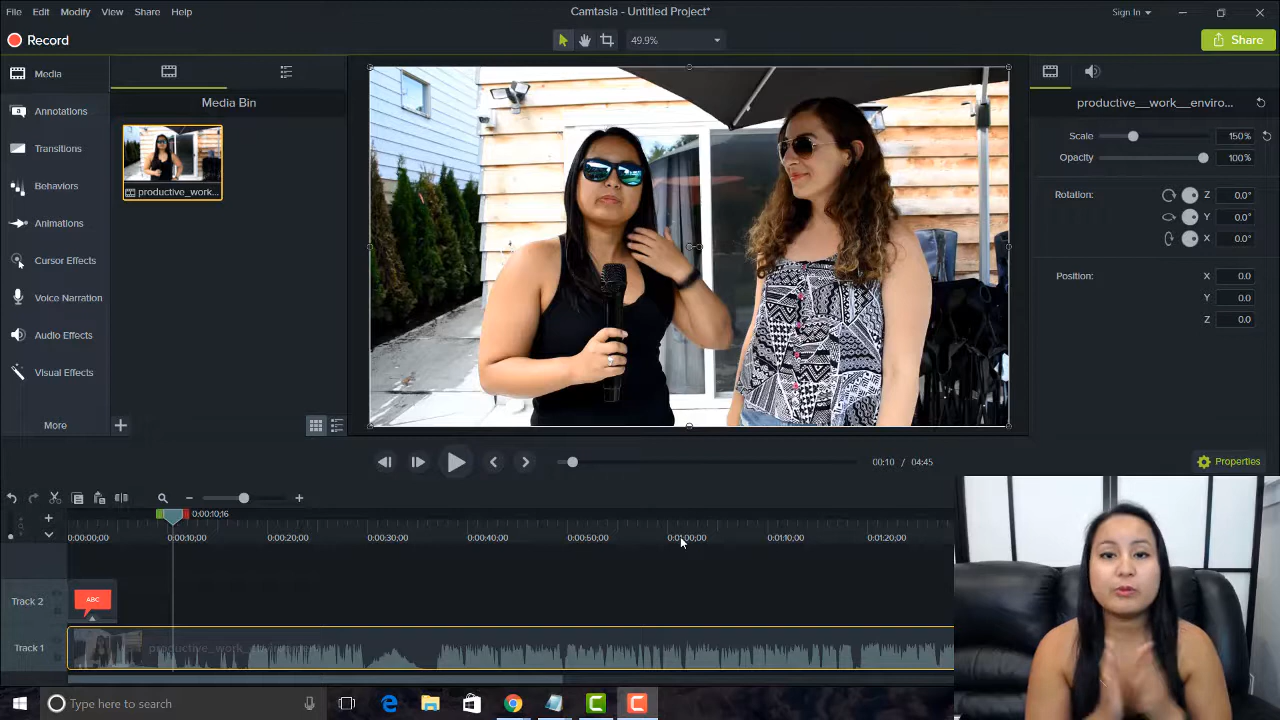 File Edit Modify View Share Help
Camtasia - Untitled Project*
Sign In
Record
49.9%
Share
Media
Annotations
Transitions
Behaviors
Animations
Cursor Effects
Voice Narration
Audio Effects
Visual Effects
More
Media Bin
productive_work...
productive__work__enviro...
Scale 150%
Opacity 100%
Rotation: Z 0.0°
Y 0.0°
X 0.0°
Position: X 0.0
Y 0.0
Z 0.0
00:10 / 04:45
Properties
0:00:10;16
0:00:00;00 0:00:10;00 0:00:20;00 0:00:30;00 0:00:40;00 0:00:50;00 0:01:00;00 0:01:10;00 0:01:20;00
Track 2
ABC
Track 1
Type here to search